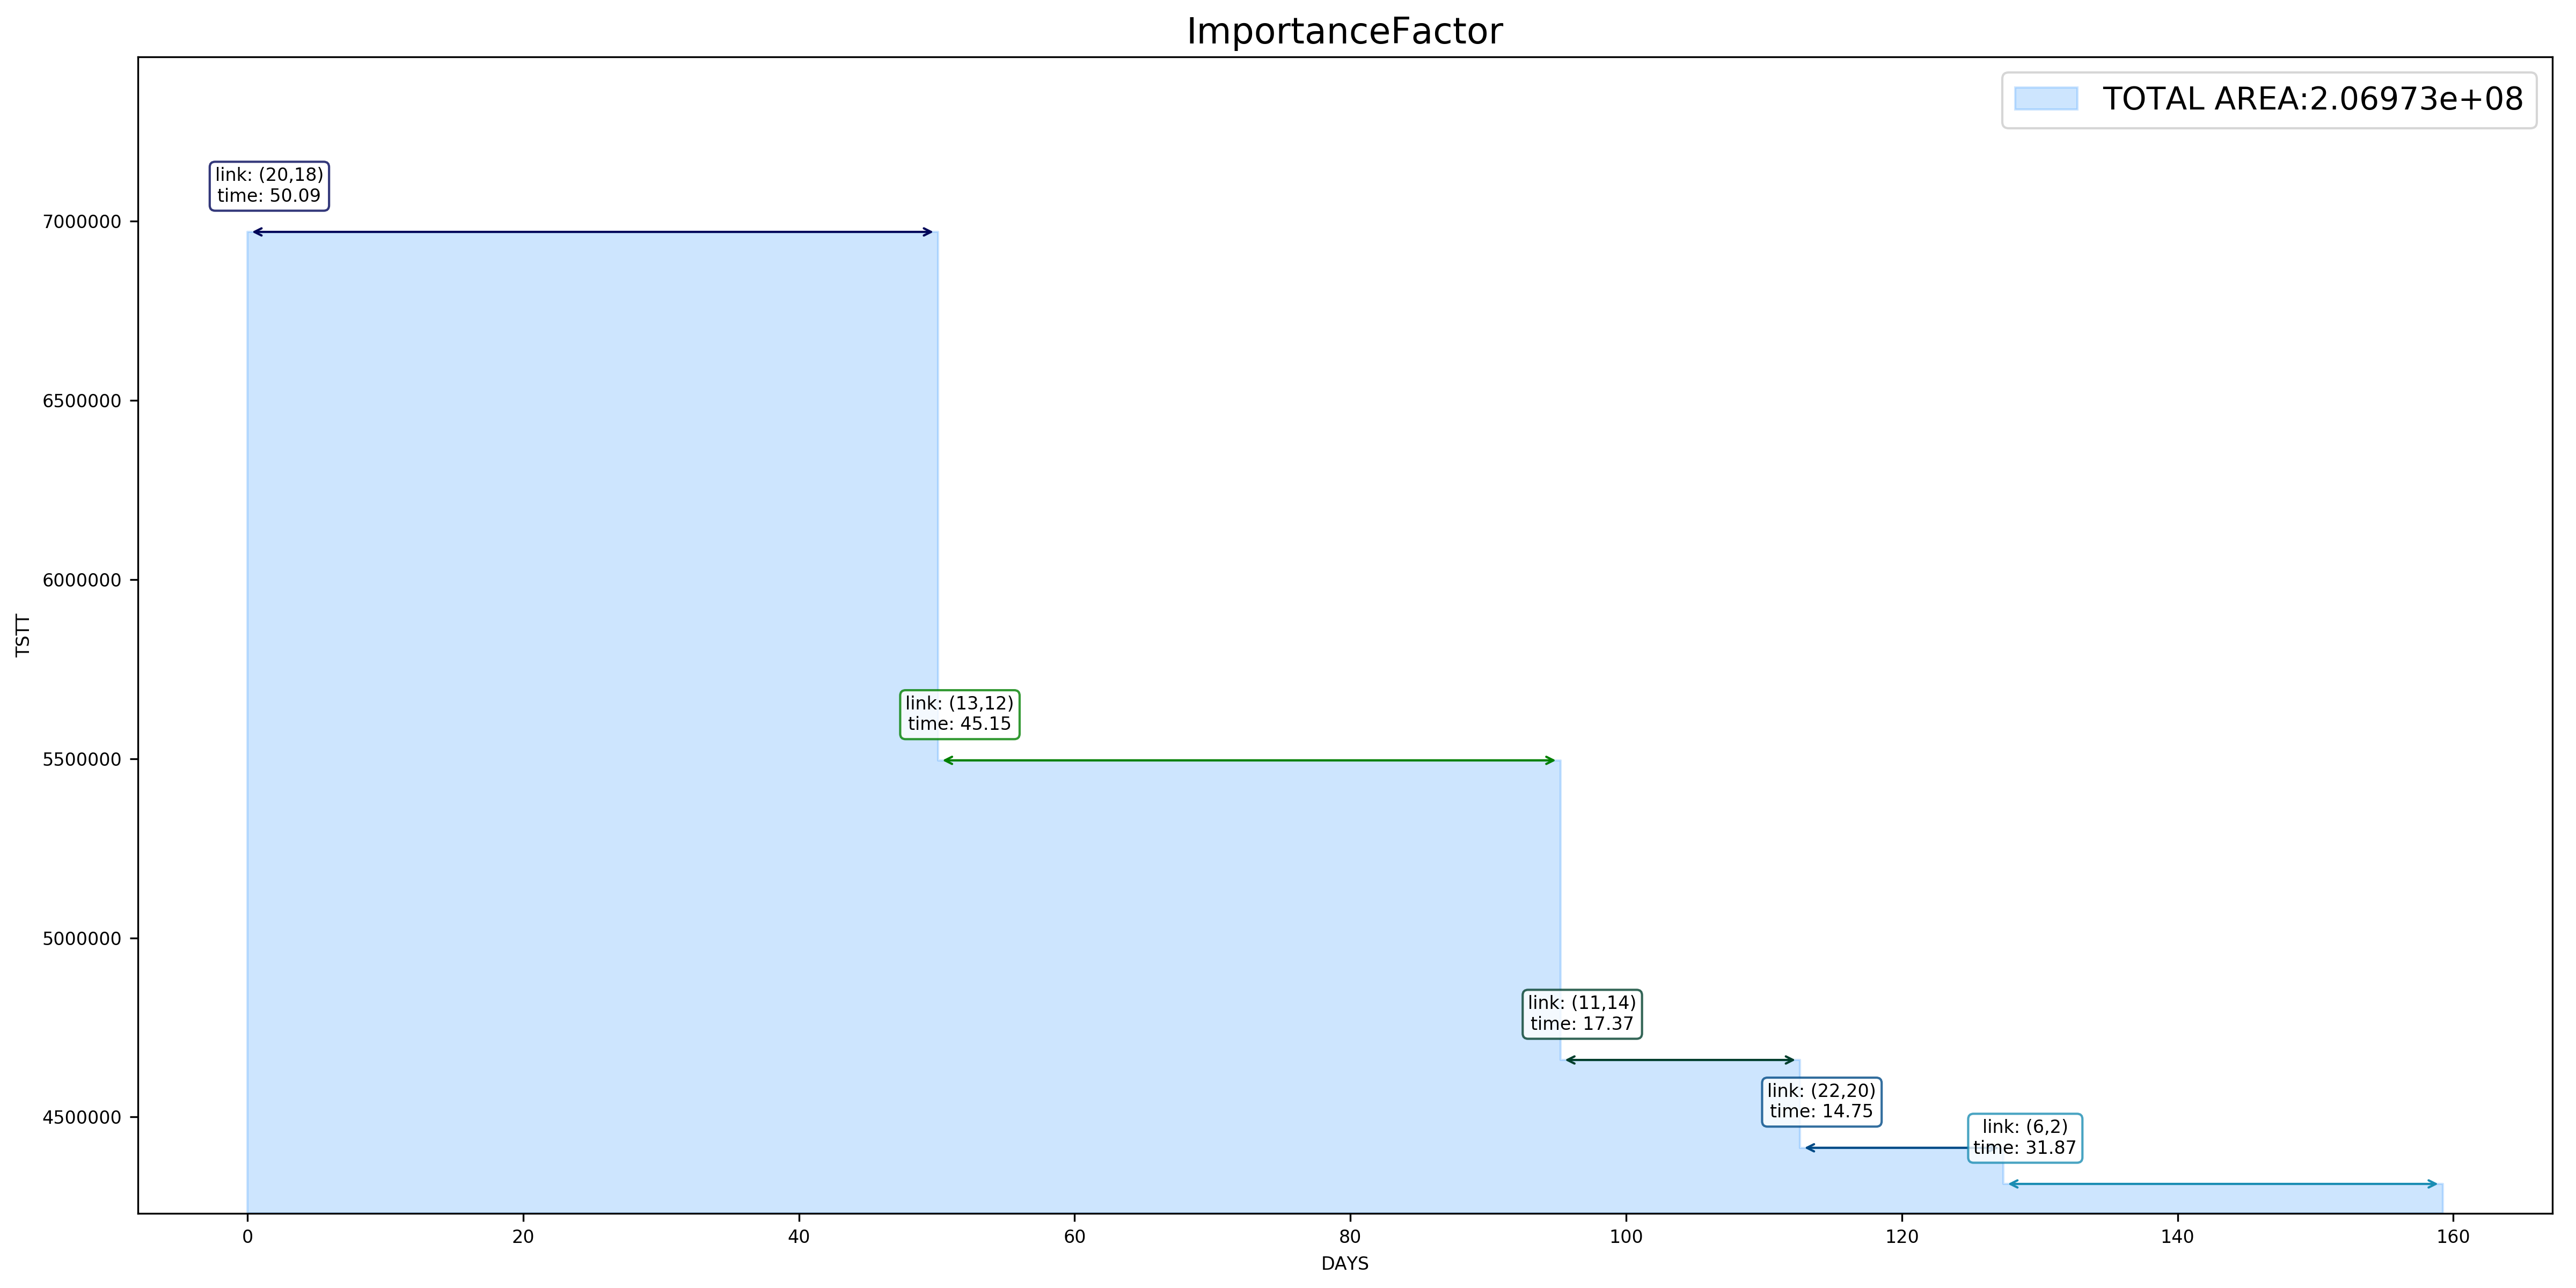 ImportanceFactor
TOTAL AREA:2.06973e+08
link: (20,18)
time: 50.09
7000000
6500000
6000000
TSTT
link: (13,12)
time: 45.15
5500000
5000000
link: (11,14)
time: 17.37
link: (22,20)
time: 14.75
4500000
link: (6,2)
time: 31.87
0 20 40 60 80 100 120 140 160
DAYS